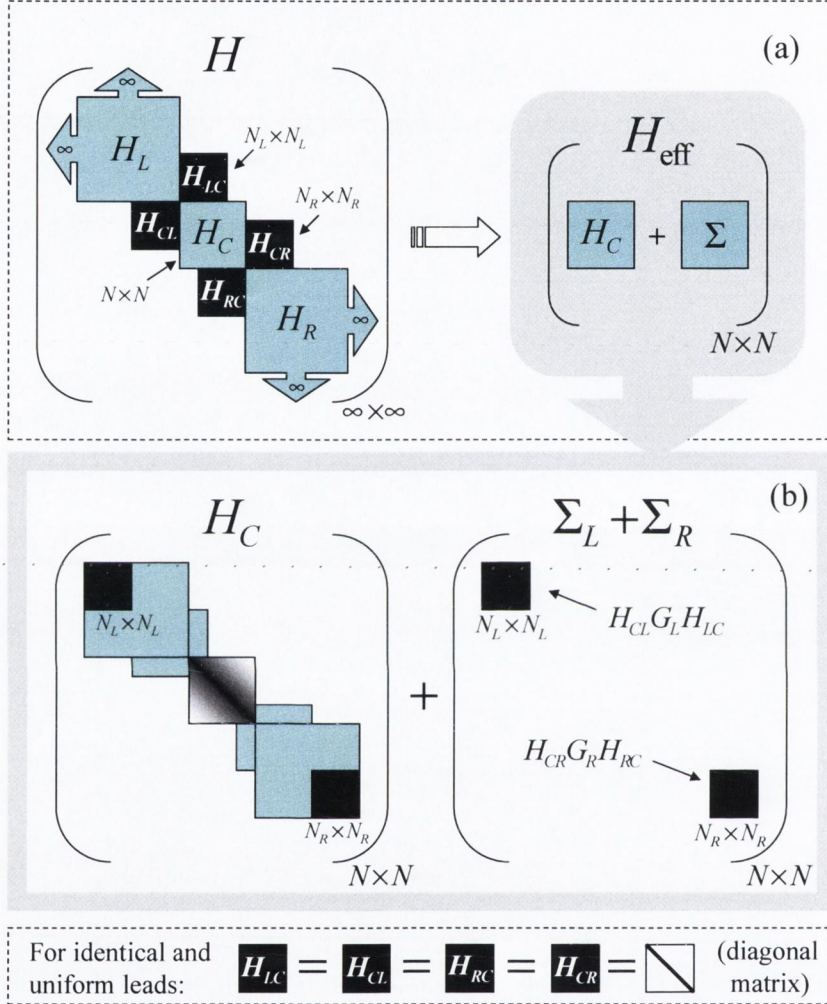 H
(a)
∞
∞
H_L
N_L×N_L
H_LC
N_R×N_R
H_CL
H_C
H_CR
N×N
H_RC
H_R
∞
∞
∞×∞
H_eff
H_C + Σ
N×N
(b)
H_C
Σ_L + Σ_R
N_L×N_L
N_L×N_L
H_CL G_L H_LC
+
H_CR G_R H_RC
N_R×N_R
N_R×N_R
N×N
N×N
For identical and
uniform leads:
H_LC = H_CL = H_RC = H_CR =
(diagonal
matrix)